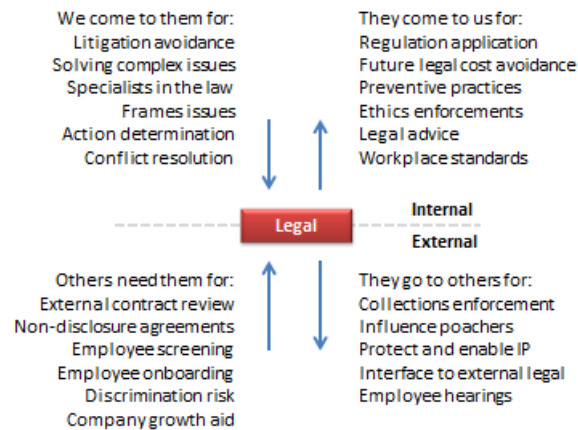 We come to them for:
Litigation avoidance
Solving complex issues
Specialists in the law
Frames issues
Action determination
Conflict resolution
They come to us for:
Regulation application
Future legal cost avoidance
Preventive practices
Ethics enforcements
Legal advice
Workplace standards
Legal
Internal
External
Others need them for:
External contract review
Non-disclosure agreements
Employee screening
Employee onboarding
Discrimination risk
Company growth aid
They go to others for:
Collections enforcement
Influence poachers
Protect and enable IP
Interface to external legal
Employee hearings